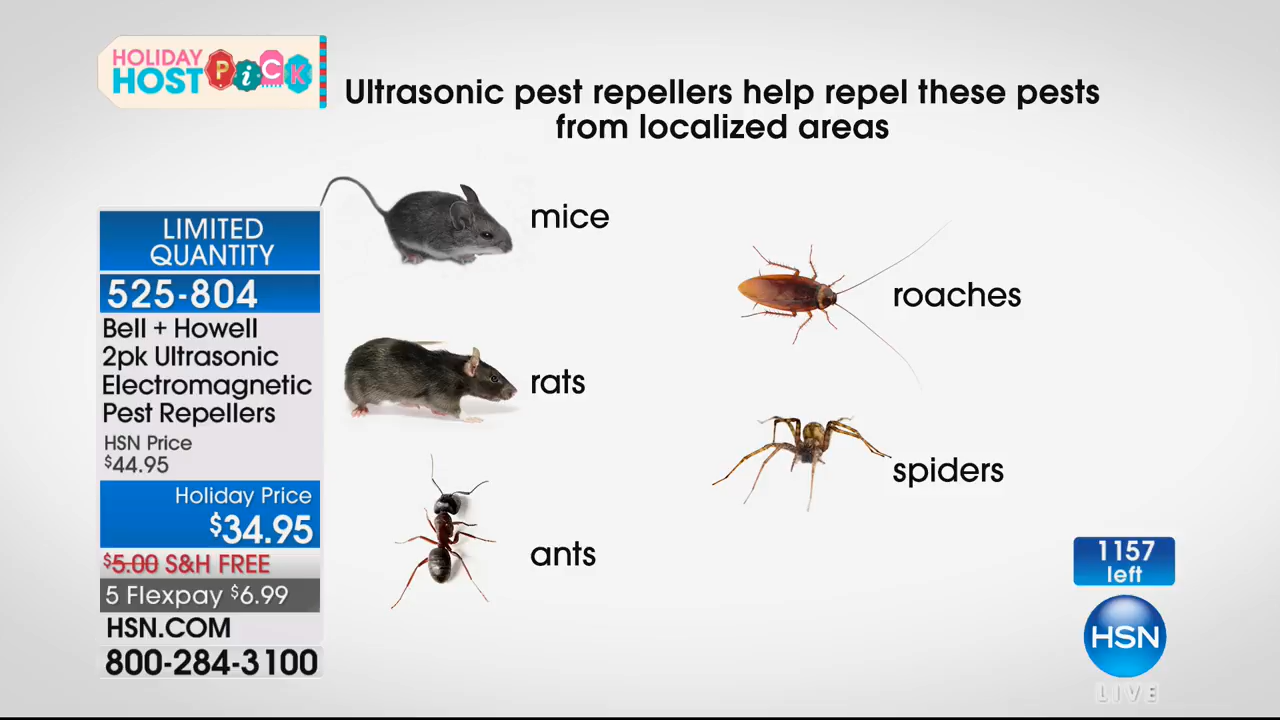 HOLIDAY
HOST PiCK
Ultrasonic pest repellers help repel these pests
from localized areas
mice
roaches
rats
spiders
ants
LIMITED
QUANTITY
525-804
Bell + Howell
2pk Ultrasonic
Electromagnetic
Pest Repellers
HSN Price
$44.95
Holiday Price
$34.95
$5.00 S&H FREE
5 Flexpay $6.99
HSN.COM
800-284-3100
1157
left
HSN
LIVE